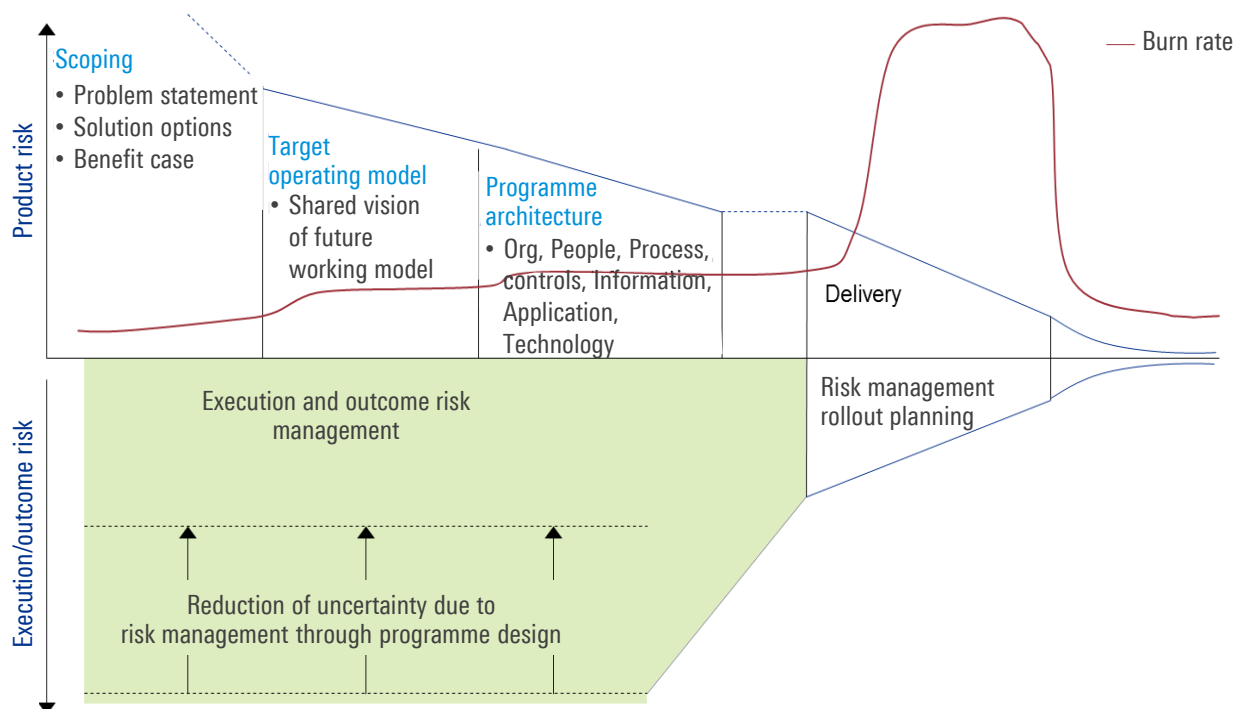 Burn rate
Product risk
Scoping
• Problem statement
• Solution options
• Benefit case
Target
operating model
• Shared vision
of future
working model
Programme
architecture
• Org, People, Process,
controls, Information,
Application,
Technology
Delivery
Execution/outcome risk
Execution and outcome risk
management
Risk management
rollout planning
Reduction of uncertainty due to
risk management through programme design